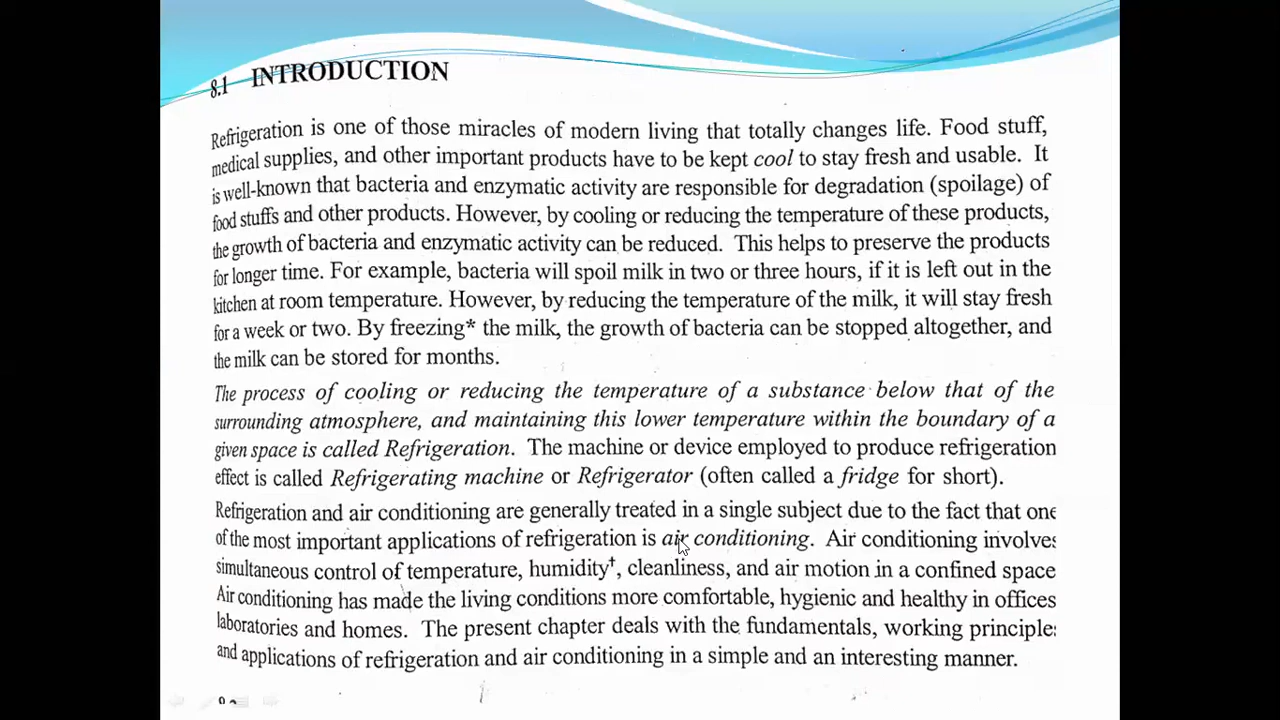 8.1 INTRODUCTION
Refrigeration is one of those miracles of modern living that totally changes life. Food stuff,
medical supplies, and other important products have to be kept cool to stay fresh and usable. It
is well-known that bacteria and enzymatic activity are responsible for degradation (spoilage) of
food stuffs and other products. However, by cooling or reducing the temperature of these products,
the growth of bacteria and enzymatic activity can be reduced. This helps to preserve the products
for longer time. For example, bacteria will spoil milk in two or three hours, if it is left out in the
kitchen at room temperature. However, by reducing the temperature of the milk, it will stay fresh
for a week or two. By freezing* the milk, the growth of bacteria can be stopped altogether, and
the milk can be stored for months.
The process of cooling or reducing the temperature of a substance below that of the
surrounding atmosphere, and maintaining this lower temperature within the boundary of a
given space is called Refrigeration. The machine or device employed to produce refrigeration
effect is called Refrigerating machine or Refrigerator (often called a fridge for short).
Refrigeration and air conditioning are generally treated in a single subject due to the fact that one
of the most important applications of refrigeration is air conditioning. Air conditioning involves
simultaneous control of temperature, humidity†, cleanliness, and air motion in a confined space
Air conditioning has made the living conditions more comfortable, hygienic and healthy in offices
laboratories and homes. The present chapter deals with the fundamentals, working principles
and applications of refrigeration and air conditioning in a simple and an interesting manner.